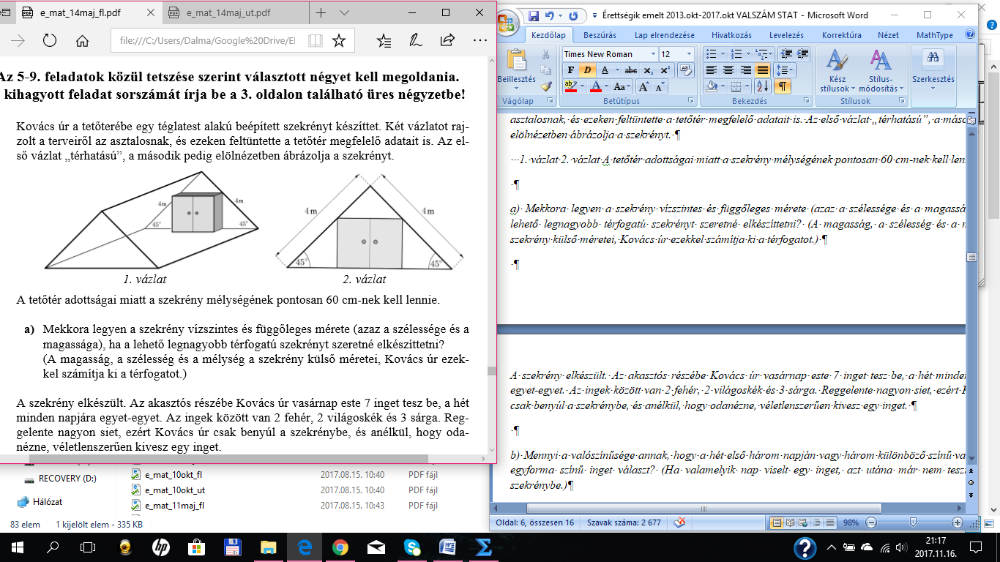 e_mat_14maj_fl.pdf
e_mat_14maj_ut.pdf
file:///C:/Users/Dalma/Google%20Drive/El
Az 5-9. feladatok közül tetszése szerint választott négyet kell megoldania.
kihagyott feladat sorszámát írja be a 3. oldalon található üres négyzetbe!
Kovács úr a tetőterébe egy téglatest alakú beépített szekrényt készíttet. Két vázlatot raj-
zolt a terveiről az asztalosnak, és ezeken feltüntette a tetőtér megfelelő adatait is. Az el-
ső vázlat „térhatású”, a második pedig elölnézetben ábrázolja a szekrényt.
4m
4m
45°
45°
4 m
4 m
45°
45°
1. vázlat
2. vázlat
A tetőtér adottságai miatt a szekrény mélységének pontosan 60 cm-nek kell lennie.
a) Mekkora legyen a szekrény vízszintes és függőleges mérete (azaz a szélessége és a
magassága), ha a lehető legnagyobb térfogatú szekrényt szeretné elkészíttetni?
(A magasság, a szélesség és a mélység a szekrény külső méretei, Kovács úr ezek-
kel számítja ki a térfogatot.)
A szekrény elkészült. Az akasztós részébe Kovács úr vasárnap este 7 inget tesz be, a hét
minden napjára egyet-egyet. Az ingek között van 2 fehér, 2 világoskék és 3 sárga. Reg-
gelente nagyon siet, ezért Kovács úr csak benyúl a szekrénybe, és anélkül, hogy oda-
nézne, véletlenszerűen kivesz egy inget.
RECOVERY (D:)
Hálózat
e_mat_10okt_fl 2017.08.15. 10:40 PDF fájl
e_mat_10okt_ut 2017.08.15. 10:40 PDF fájl
e_mat_11maj_fl 2017.08.15. 10:43 PDF fájl
83 elem 1 kijelölt elem - 335 KB
Érettségik emelt 2013.okt-2017.okt VALSZÁM STAT - Microsoft Word
Kezdőlap Beszúrás Lap elrendezése Hivatkozás Levelezés Korrektúra Nézet MathType
Beillesztés
Times New Roman 12
F D A abc x₂ x²
ab A Aa A A
Kész stílusok
Stílus-módosítás
Szerkesztés
Vágólap Betűtípus Bekezdés Stílusok
asztalosnak, és ezeken feltüntette a tetőtér megfelelő adatait is. Az első vázlat „térhatású”, a máso
elölnézetben ábrázolja a szekrényt. ¶
···1. vázlat 2. vázlat A tetőtér adottságai miatt a szekrény mélységének pontosan 60 cm-nek kell lenn
¶
a) Mekkora legyen a szekrény vízszintes és függőleges mérete (azaz a szélessége és a magassá
lehető legnagyobb térfogatú szekrényt szeretné elkészíttetni? (A magasság, a szélesség és a m
szekrény külső méretei, Kovács úr ezekkel számítja ki a térfogatot.) ¶
¶
A szekrény elkészült. Az akasztós részébe Kovács úr vasárnap este 7 inget tesz be, a hét minde
egyet-egyet. Az ingek között van 2 fehér, 2 világoskék és 3 sárga. Reggelente nagyon siet, ezért K
csak benyúl a szekrénybe, és anélkül, hogy odanézne, véletlenszerűen kivesz egy inget. ¶
¶
b) Mennyi a valószínűsége annak, hogy a hét első három napján vagy három különböző színű va
egyforma színű inget választ? (Ha valamelyik nap viselt egy inget, azt utána már nem teszi
szekrénybe.)¶
Oldal: 6, összesen 16 Szavak száma: 2 677 98%
21:17
2017.11.16.